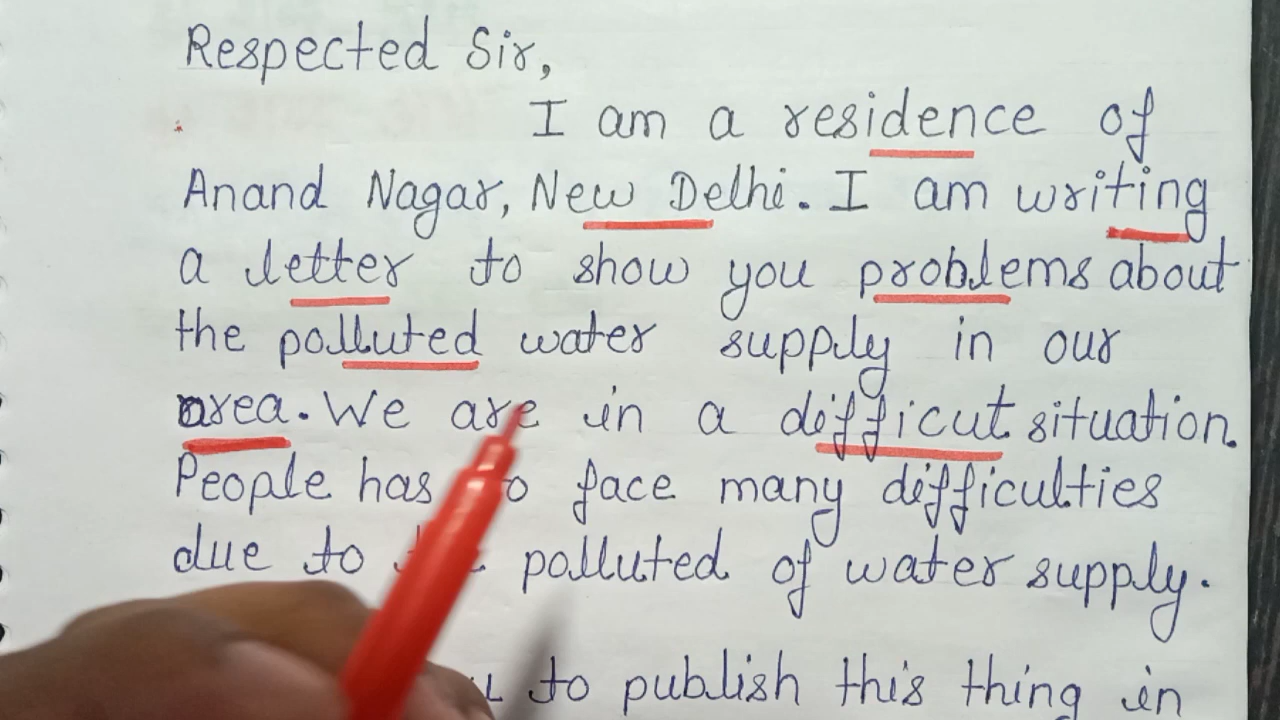 Respected Sir,
I am a residence of
Anand Nagar, New Delhi. I am writing
a letter to show you problems about
the polluted water supply in our
area. We are in a difficut situation.
People has to face many difficulties
due to polluted of water supply.
to publish this thing in